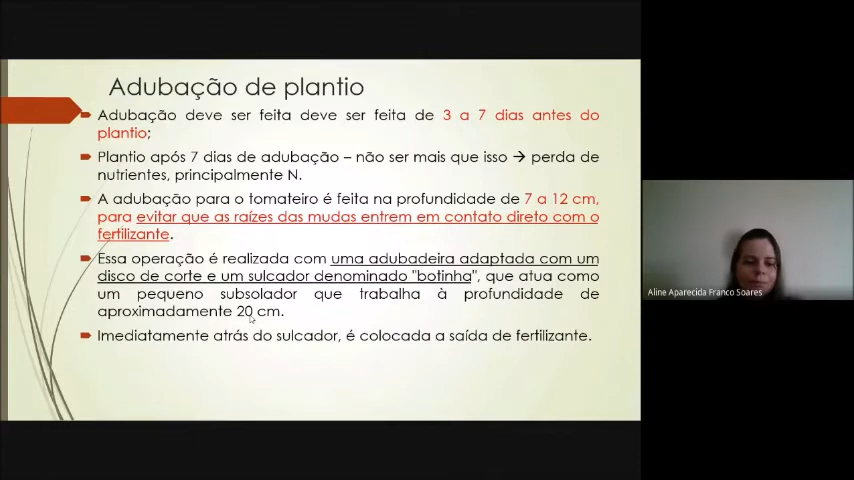 Adubação de plantio
Adubação deve ser feita deve ser feita de 3 a 7 dias antes do
plantio;
Plantio após 7 dias de adubação – não ser mais que isso → perda de
nutrientes, principalmente N.
A adubação para o tomateiro é feita na profundidade de 7 a 12 cm,
para evitar que as raízes das mudas entrem em contato direto com o
fertilizante.
Essa operação é realizada com uma adubadeira adaptada com um
disco de corte e um sulcador denominado "botinha", que atua como
um pequeno subsolador que trabalha à profundidade de
aproximadamente 20 cm.
Imediatamente atrás do sulcador, é colocada a saída de fertilizante.
Aline Aparecida Franco Soares